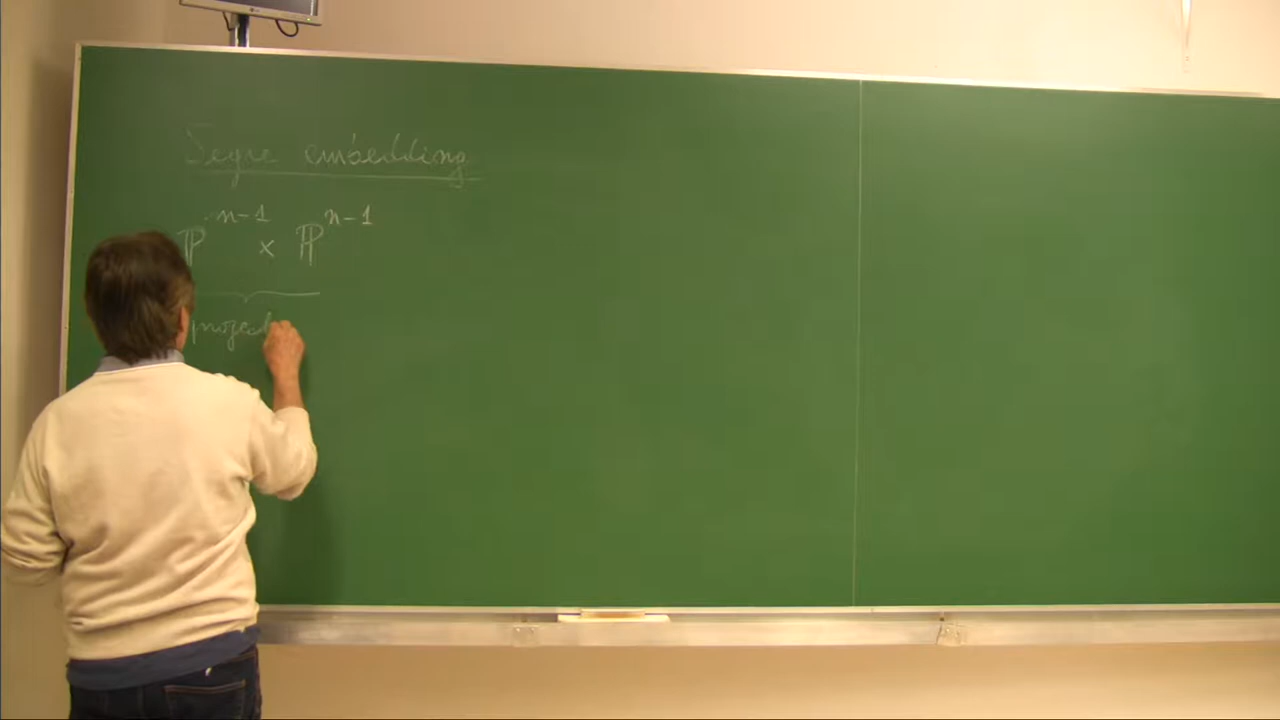 Segre embedding
ℙ^{m-1} × ℙ^{n-1}